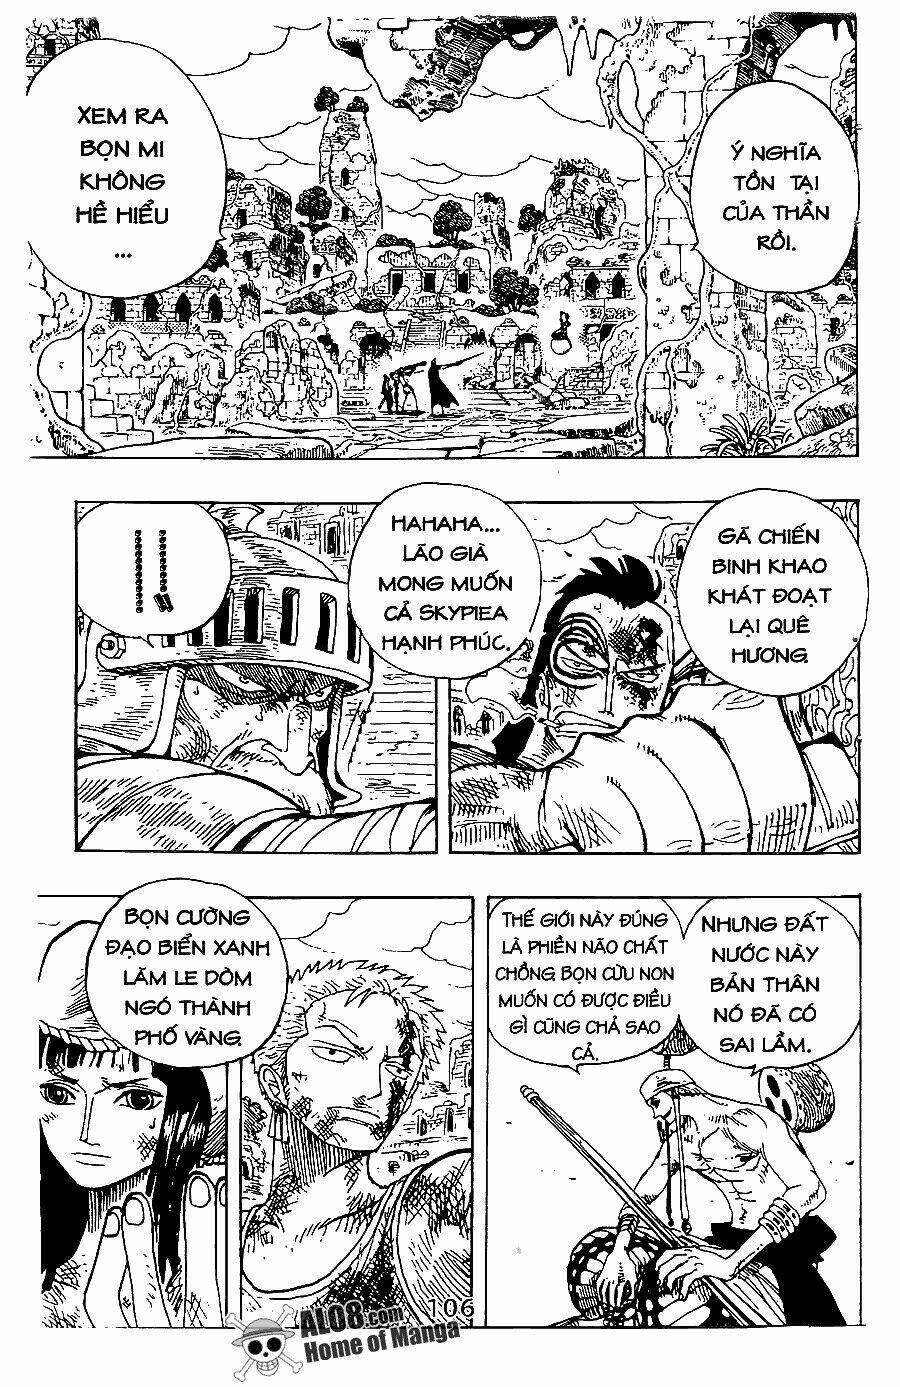 XEM RA
BỌN MI
KHÔNG
HỀ HIỂU
...
Ý NGHĨA
TỒN TẠI
CỦA THẦN
RỒI.
HAHAHA...
LÃO GIÀ
MONG MUỐN
CẢ SKYPIEA
HẠNH PHÚC.
GÃ CHIẾN
BINH KHAO
KHÁT ĐOẠT
LẠI QUÊ
HƯƠNG.
BỌN CƯỜNG
ĐẠO BIỂN XANH
LĂM LE DÒM
NGÓ THÀNH
PHỐ VÀNG.
THẾ GIỚI NÀY ĐÚNG
LÀ PHIỀN NÃO CHẤT
CHỒNG. BỌN CỪU NON
MUỐN CÓ ĐƯỢC ĐIỀU
GÌ CŨNG CHẢ SAO
CẢ.
NHƯNG ĐẤT
NƯỚC NÀY
BẢN THÂN
NÓ ĐÃ CÓ
SAI LẦM.
106
ALO8.com
Home of Manga